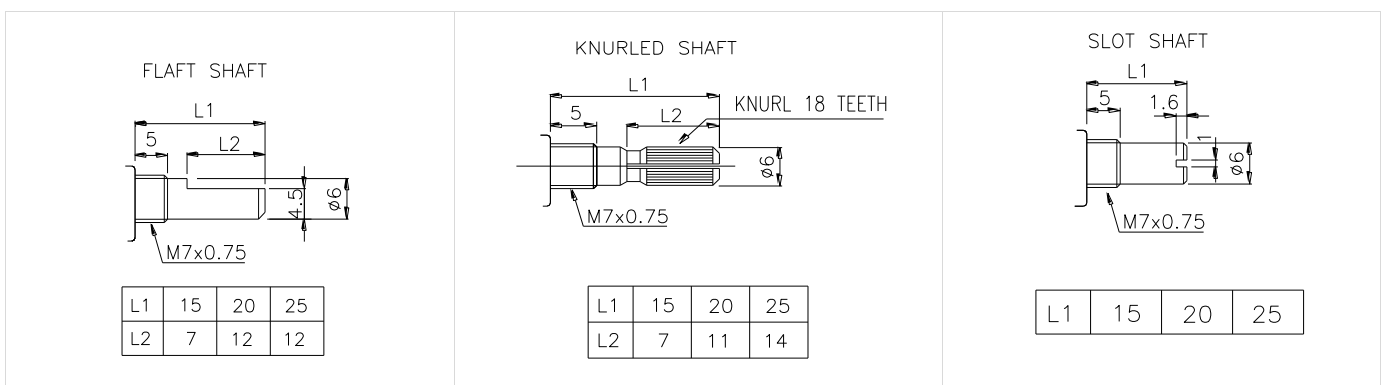 FLAFT SHAFT
L1
5
L2
4.5
ø6
M7x0.75
L1 15 20 25
L2 7 12 12
KNURLED SHAFT
L1
KNURL 18 TEETH
5
L2
ø6
M7x0.75
L1 15 20 25
L2 7 11 14
SLOT SHAFT
L1
5
1.6
1
ø6
M7x0.75
L1 15 20 25